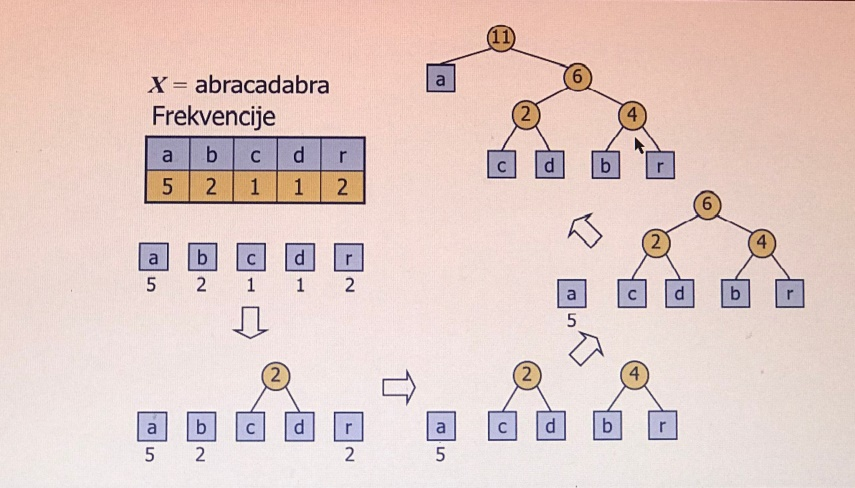 X = abracadabra
Frekvencije
a b c d r
5 2 1 1 2
a b c d r
5 2 1 1 2
2
a b c d r
5 2 2
2 4
a c d b r
5
6
2 4
a c d b r
5
11
a 6
2 4
c d b r